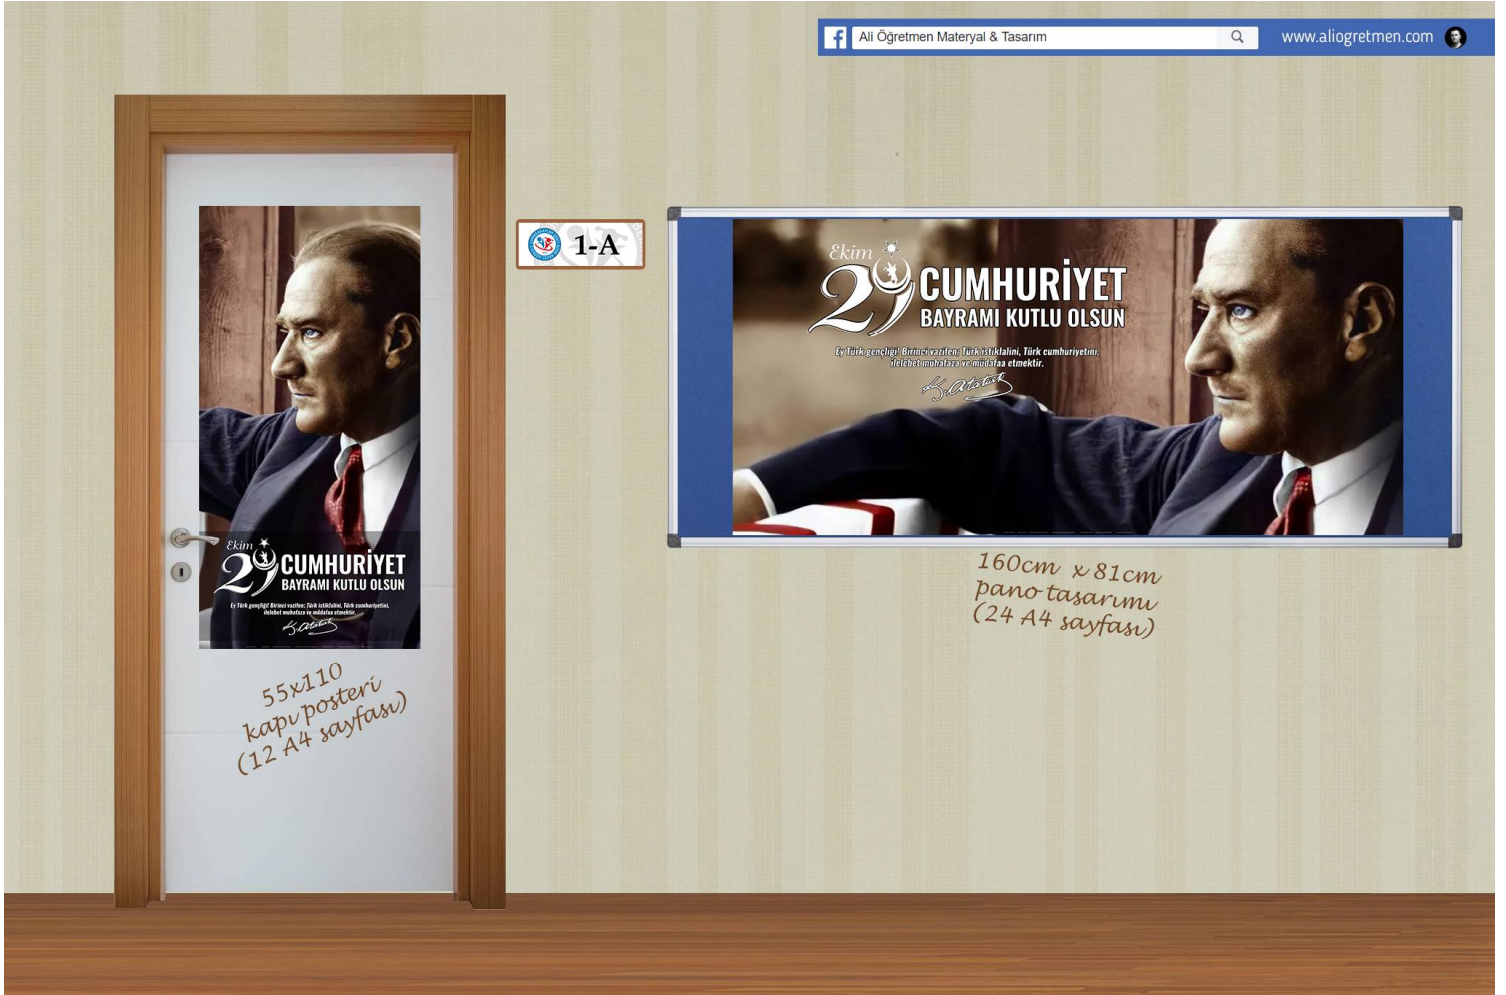 Ali Öğretmen Materyal & Tasarım
www.aliogretmen.com
1-A
Ekim
29 CUMHURİYET
BAYRAMI KUTLU OLSUN
Ey Türk gençliği! Birinci vazifen; Türk istiklalini, Türk cumhuriyetini,
ilelebet muhafaza ve müdafaa etmektir.
K. Atatürk
160cm x 81cm
pano tasarımı
(24 A4 sayfası)
Ekim
29 CUMHURİYET
BAYRAMI KUTLU OLSUN
Ey Türk gençliği! Birinci vazifen; Türk istiklalini, Türk cumhuriyetini,
ilelebet muhafaza ve müdafaa etmektir.
K. Atatürk
55x110
kapı posteri
(12 A4 sayfası)